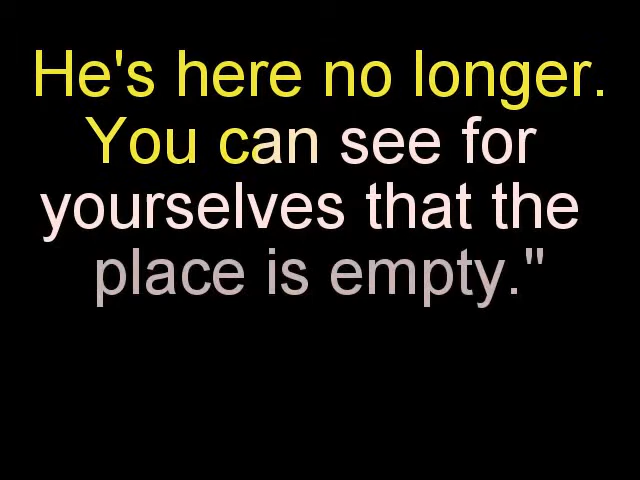 He's here no longer.
You can see for
yourselves that the
place is empty."